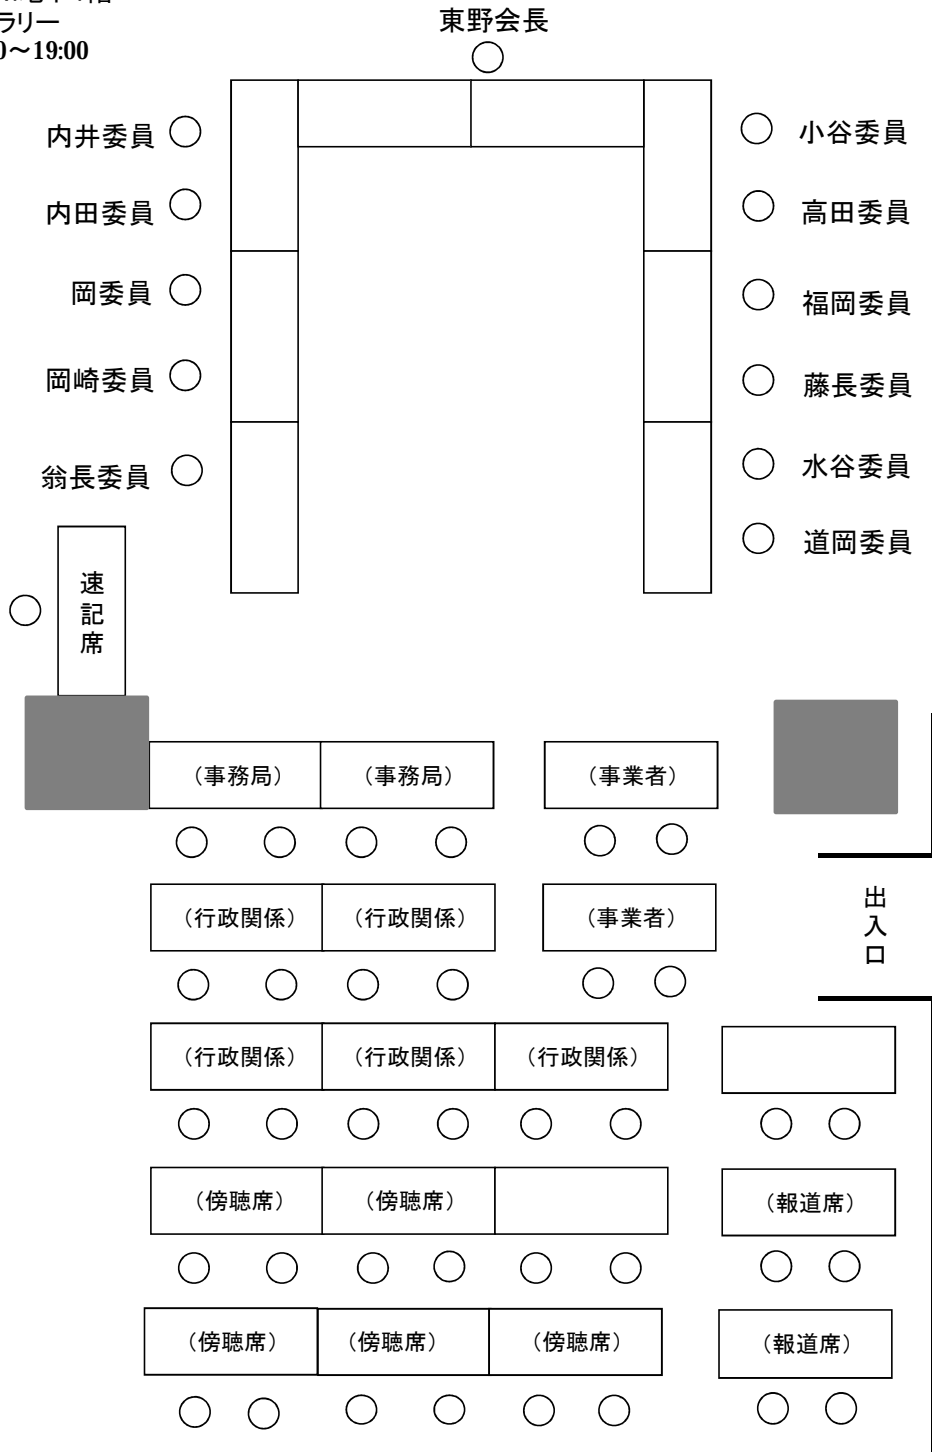 ラリー
～19:00
東野会長
内井委員
小谷委員
内田委員
高田委員
岡委員
福岡委員
岡崎委員
藤長委員
翁長委員
水谷委員
道岡委員
速記席
（事務局）
（事務局）
（事業者）
（行政関係）
（行政関係）
（事業者）
出入口
（行政関係）
（行政関係）
（行政関係）
（傍聴席）
（傍聴席）
（報道席）
（傍聴席）
（傍聴席）
（傍聴席）
（報道席）